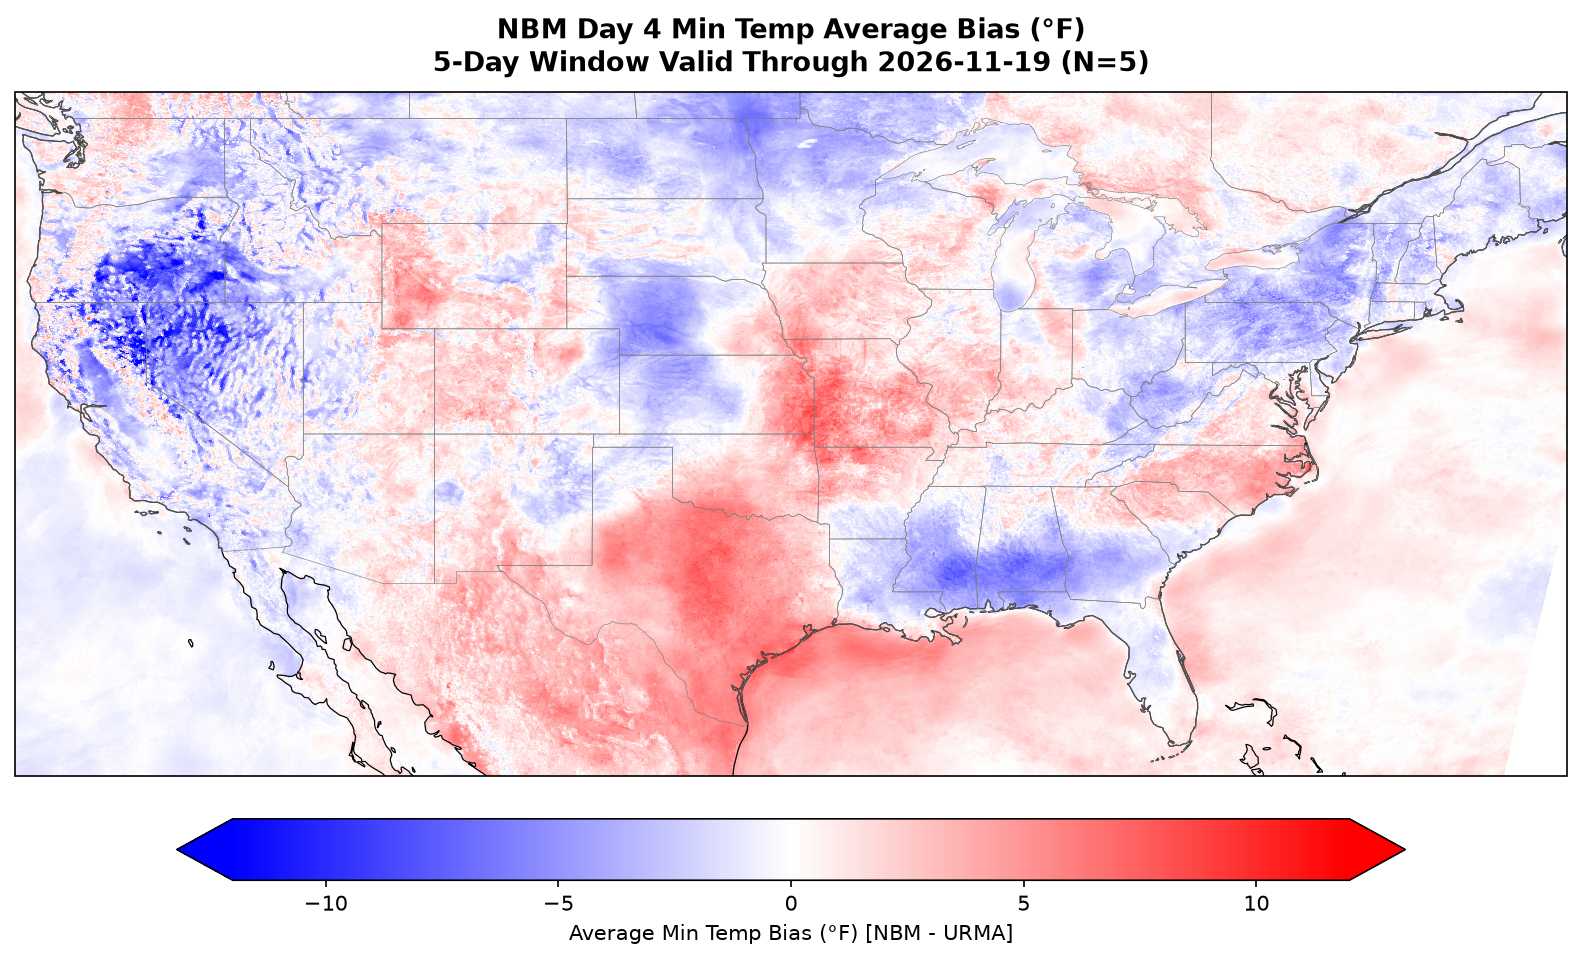 NBM Day 4 Min Temp Average Bias (°F)
5-Day Window Valid Through 2026-11-19 (N=5)
−10 −5 0 5 10
Average Min Temp Bias (°F) [NBM - URMA]